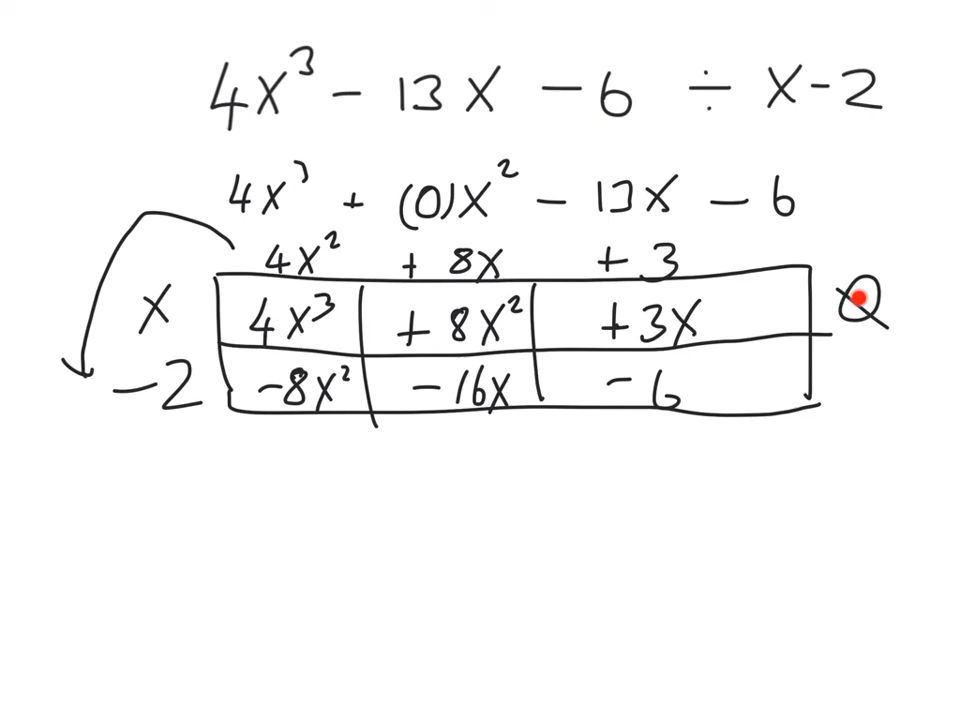 4x³ - 13x - 6 ÷ x-2
4x³ + (0)x² - 13x - 6
4x² + 8x + 3
x 4x³ + 8x² + 3x
-2 -8x² - 16x - 6